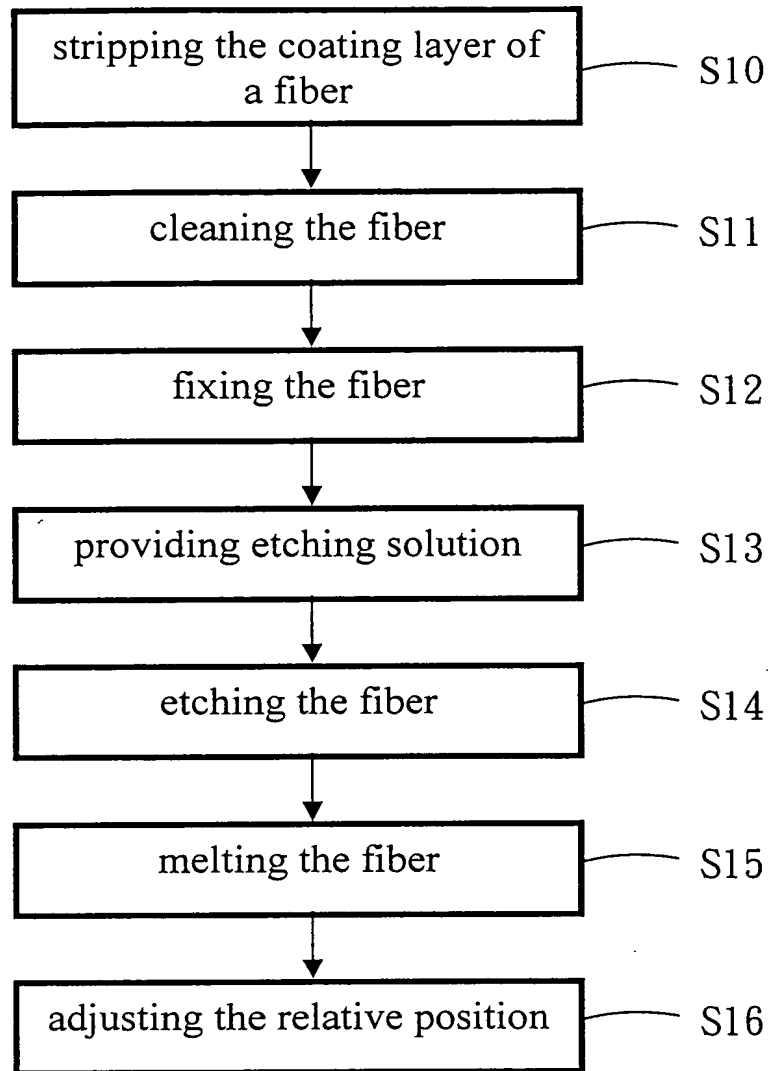 stripping the coating layer of
a fiber
S10
cleaning the fiber
S11
fixing the fiber
S12
providing etching solution
S13
etching the fiber
S14
melting the fiber
S15
adjusting the relative position
S16